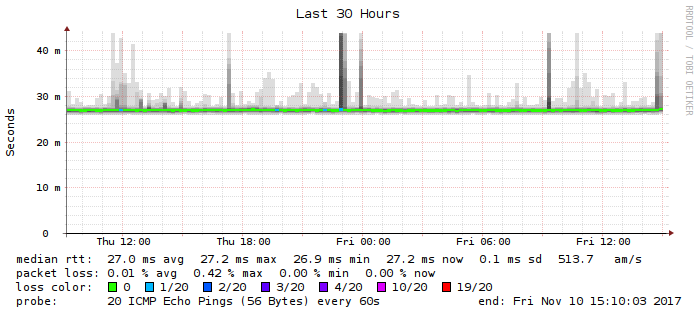 Last 30 Hours
RRDTOOL / TOBI OETIKER
Seconds
40 m
30 m
20 m
10 m
0
Thu 12:00 Thu 18:00 Fri 00:00 Fri 06:00 Fri 12:00
median rtt: 27.0 ms avg 27.2 ms max 26.9 ms min 27.2 ms now 0.1 ms sd 513.7 am/s
packet loss: 0.01 % avg 0.42 % max 0.00 % min 0.00 % now
loss color: 0 1/20 2/20 3/20 4/20 10/20 19/20
probe: 20 ICMP Echo Pings (56 Bytes) every 60s end: Fri Nov 10 15:10:03 2017